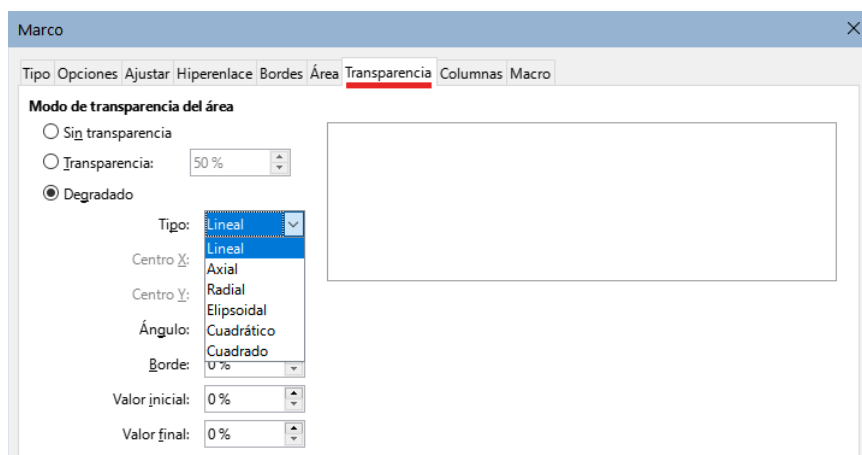 Marco
Tipo Opciones Ajustar Hiperenlace Bordes Área Transparencia Columnas Macro
Modo de transparencia del área
Sin transparencia
Transparencia: 50 %
Degradado
Tipo: Lineal
Lineal
Centro X:
Axial
Radial
Centro Y:
Elipsoidal
Ángulo: Cuadrático
Cuadrado
Borde: 0 %
Valor inicial: 0 %
Valor final: 0 %